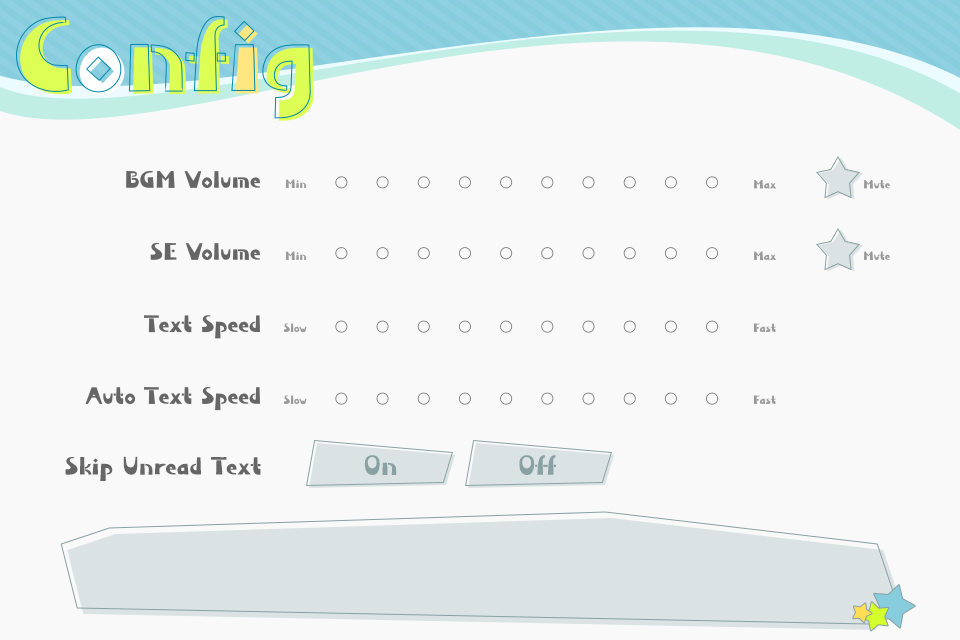 Config
BGM Volume Min Max Mute
SE Volume Min Max Mute
Text Speed Slow Fast
Auto Text Speed Slow Fast
Skip Unread Text On Off